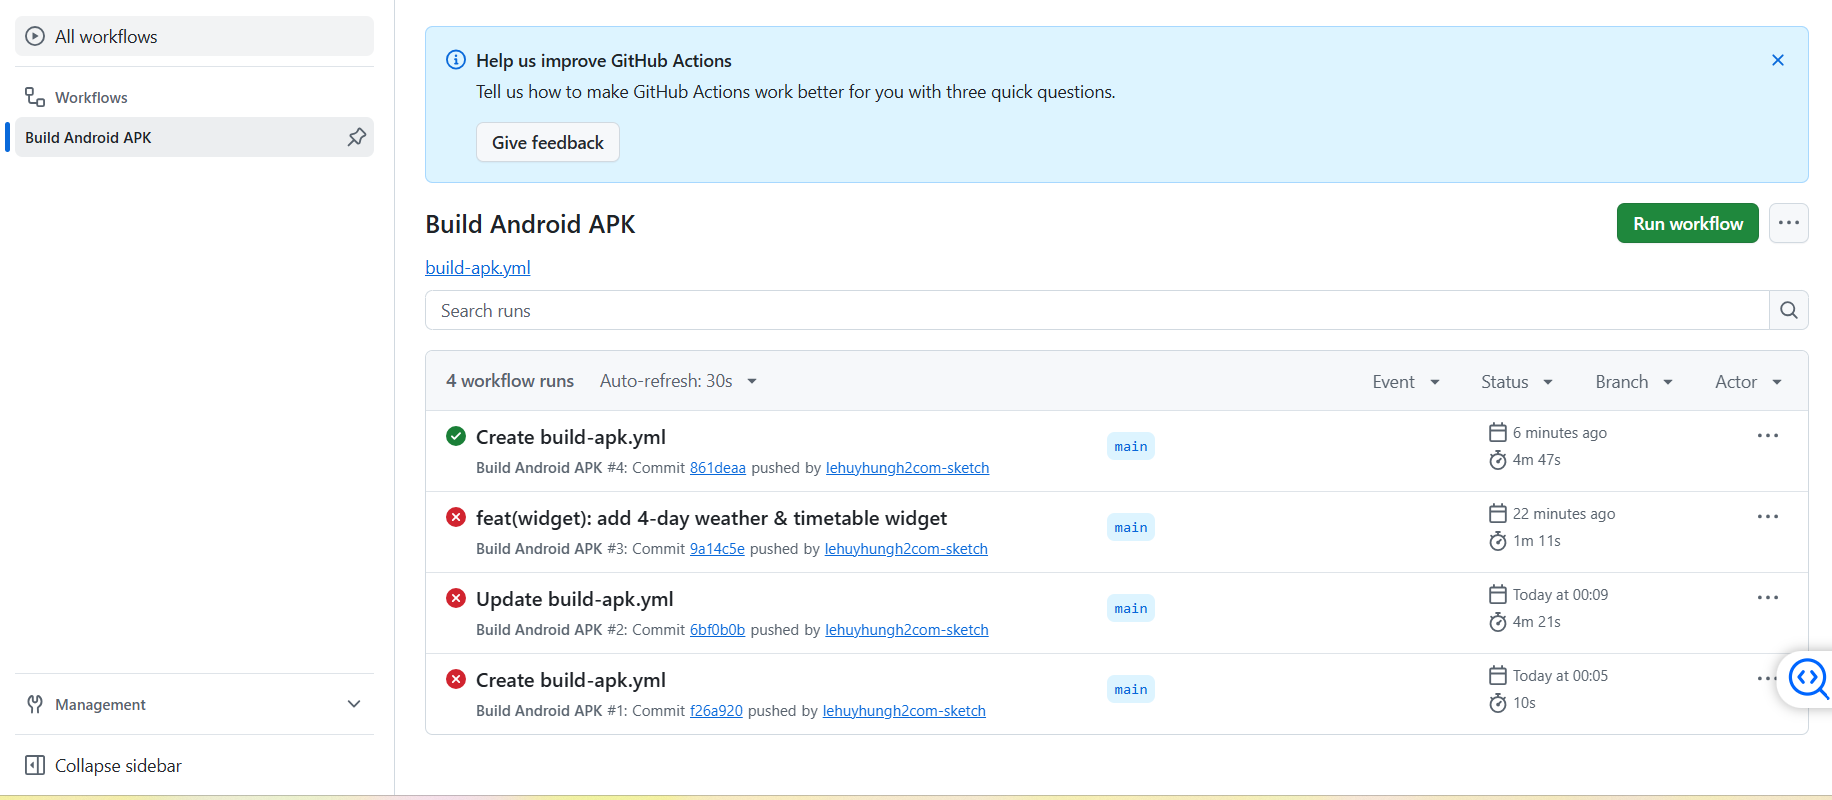 All workflows
Workflows
Build Android APK
Management
Collapse sidebar
Help us improve GitHub Actions
Tell us how to make GitHub Actions work better for you with three quick questions.
Give feedback
Build Android APK
Run workflow
build-apk.yml
Search runs
4 workflow runs Auto-refresh: 30s Event Status Branch Actor
Create build-apk.yml main 6 minutes ago
Build Android APK #4: Commit 861deaa pushed by lehuyhungh2com-sketch 4m 47s
feat(widget): add 4-day weather & timetable widget main 22 minutes ago
Build Android APK #3: Commit 9a14c5e pushed by lehuyhungh2com-sketch 1m 11s
Update build-apk.yml main Today at 00:09
Build Android APK #2: Commit 6bf0b0b pushed by lehuyhungh2com-sketch 4m 21s
Create build-apk.yml main Today at 00:05
Build Android APK #1: Commit f26a920 pushed by lehuyhungh2com-sketch 10s